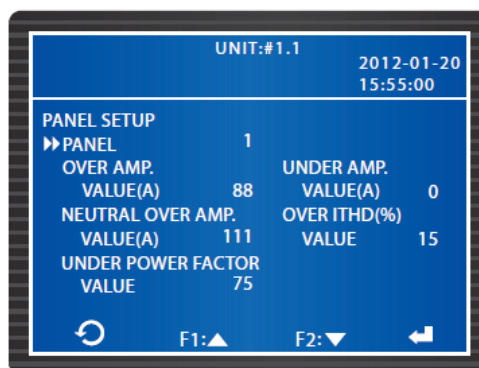 UNIT:#1.1
2012-01-20
15:55:00
PANEL SETUP
PANEL 1
OVER AMP. UNDER AMP.
VALUE(A) 88 VALUE(A) 0
NEUTRAL OVER AMP. OVER ITHD(%)
VALUE(A) 111 VALUE 15
UNDER POWER FACTOR
VALUE 75
F1:▲ F2:▼